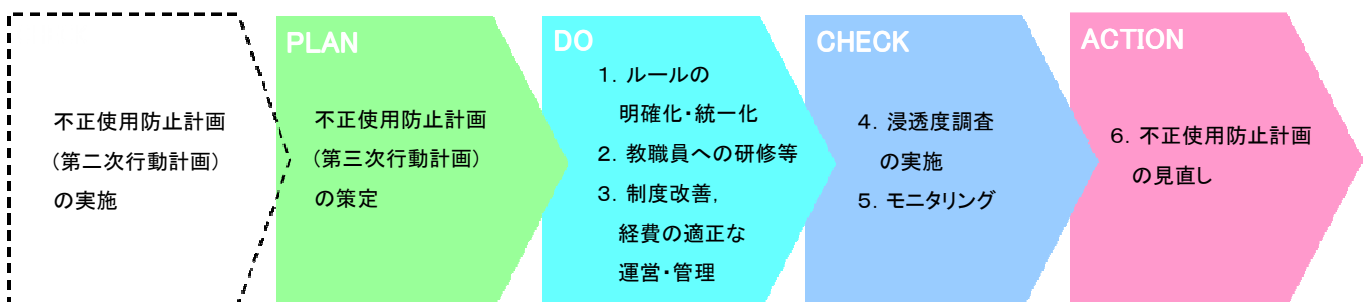 不正使用防止計画
(第二次行動計画)
の実施
PLAN
不正使用防止計画
(第三次行動計画)
の策定
DO
1. ルールの
明確化・統一化
2. 教職員への研修等
3. 制度改善,
経費の適正な
運営・管理
CHECK
4. 浸透度調査
の実施
5. モニタリング
ACTION
6. 不正使用防止計画
の見直し